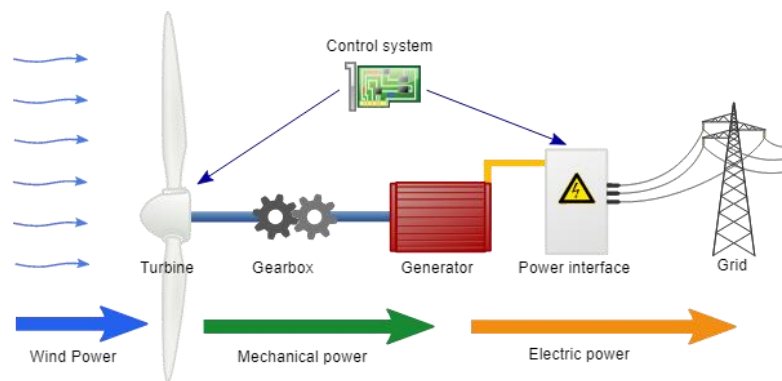 Control system
Turbine
Gearbox
Generator
Power interface
Grid
Wind Power
Mechanical power
Electric power